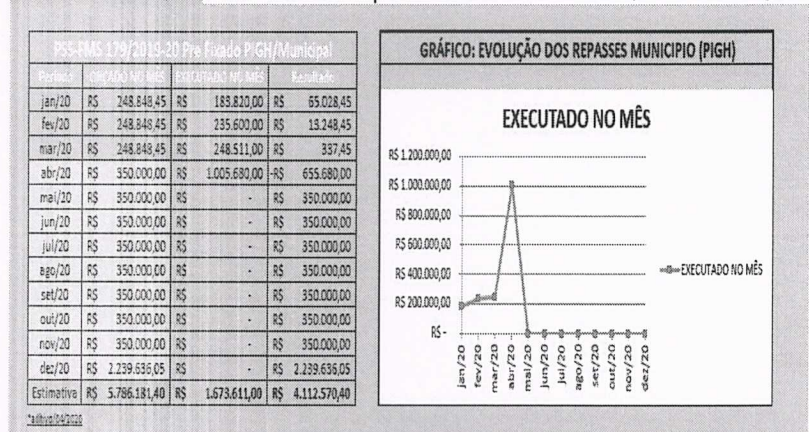 PSS-FMS 179/2019-20 Pre Fixado PIGH/Municipal
Periodo ORÇADO NO MÊS EXECUTADO NO MÊS Resultado
jan/20 R$ 248.848,45 R$ 183.820,00 R$ 65.028,45
fev/20 R$ 248.848,45 R$ 235.600,00 R$ 13.248,45
mar/20 R$ 248.848,45 R$ 248.511,00 R$ 337,45
abr/20 R$ 350.000,00 R$ 1.005.680,00 -R$ 655.680,00
mai/20 R$ 350.000,00 R$ - R$ 350.000,00
jun/20 R$ 350.000,00 R$ - R$ 350.000,00
jul/20 R$ 350.000,00 R$ - R$ 350.000,00
ago/20 R$ 350.000,00 R$ - R$ 350.000,00
set/20 R$ 350.000,00 R$ - R$ 350.000,00
out/20 R$ 350.000,00 R$ - R$ 350.000,00
nov/20 R$ 350.000,00 R$ - R$ 350.000,00
dez/20 R$ 2.239.636,05 R$ - R$ 2.239.636,05
Estimativa R$ 5.786.181,40 R$ 1.673.611,00 R$ 4.112.570,40
*aditivo/04/2020
GRÁFICO: EVOLUÇÃO DOS REPASSES MUNICIPIO (PIGH)
EXECUTADO NO MÊS
R$ 1.200.000,00
R$ 1.000.000,00
R$ 800.000,00
R$ 600.000,00
R$ 400.000,00
R$ 200.000,00
R$ -
jan/20
fev/20
mar/20
abr/20
mai/20
jun/20
jul/20
ago/20
set/20
out/20
nov/20
dez/20
EXECUTADO NO MÊS